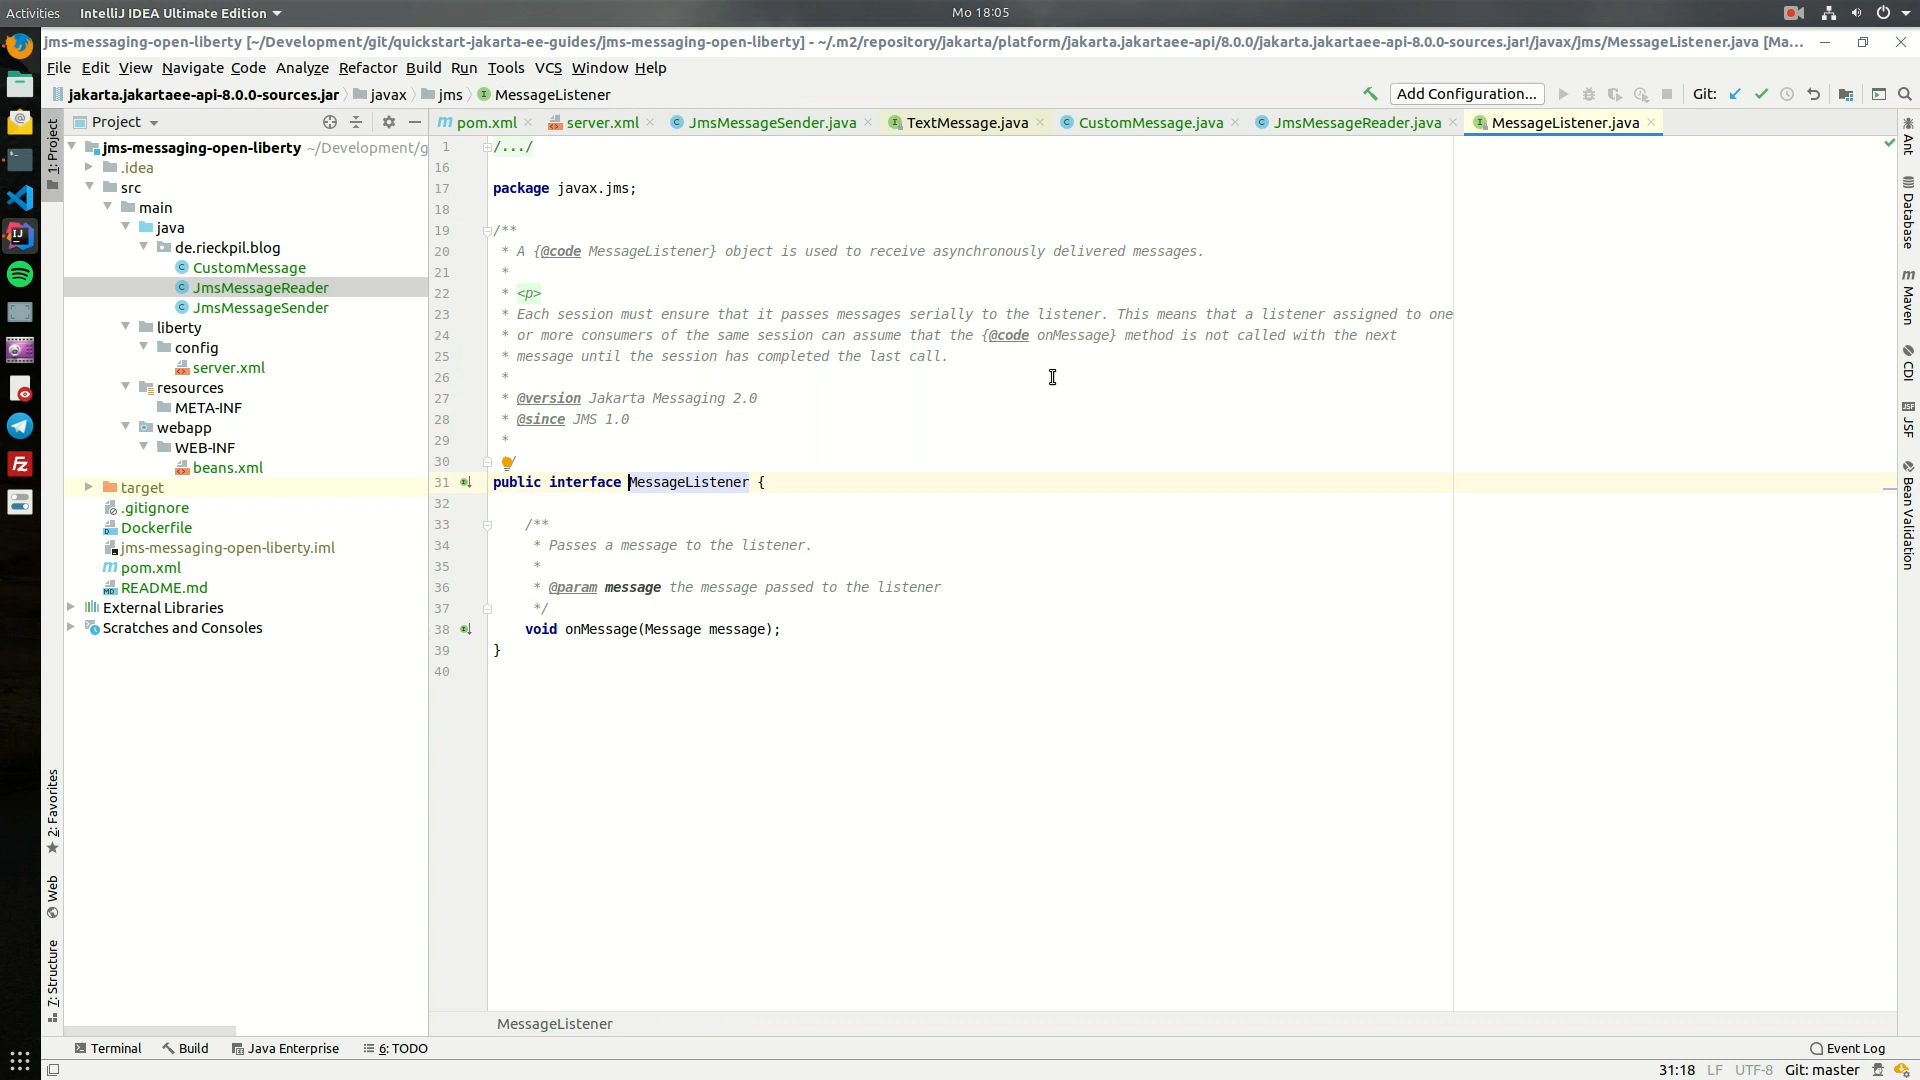 Activities IntelliJ IDEA Ultimate Edition Mo 18:05
jms-messaging-open-liberty [~/Development/git/quickstart-jakarta-ee-guides/jms-messaging-open-liberty] - ~/.m2/repository/jakarta/platform/jakarta.jakartaee-api/8.0.0/jakarta.jakartaee-api-8.0.0-sources.jar!/javax/jms/MessageListener.java [Ma...
File Edit View Navigate Code Analyze Refactor Build Run Tools VCS Window Help
jakarta.jakartaee-api-8.0.0-sources.jar javax jms MessageListener Add Configuration... Git:
1: Project
Project
jms-messaging-open-liberty ~/Development/g
.idea
src
main
java
de.rieckpil.blog
CustomMessage
JmsMessageReader
JmsMessageSender
liberty
config
server.xml
resources
META-INF
webapp
WEB-INF
beans.xml
target
.gitignore
Dockerfile
jms-messaging-open-liberty.iml
pom.xml
README.md
External Libraries
Scratches and Consoles
2: Favorites
Web
7: Structure
pom.xml server.xml JmsMessageSender.java TextMessage.java CustomMessage.java JmsMessageReader.java MessageListener.java
1 /.../
16
17 package javax.jms;
18
19 /**
20 * A {@code MessageListener} object is used to receive asynchronously delivered messages.
21 *
22 * <p>
23 * Each session must ensure that it passes messages serially to the listener. This means that a listener assigned to one
24 * or more consumers of the same session can assume that the {@code onMessage} method is not called with the next
25 * message until the session has completed the last call.
26 *
27 * @version Jakarta Messaging 2.0
28 * @since JMS 1.0
29 *
30 /
31 public interface MessageListener {
32
33 /**
34 * Passes a message to the listener.
35 *
36 * @param message the message passed to the listener
37 */
38 void onMessage(Message message);
39 }
40
MessageListener
Ant
Database
Maven
CDI
JSF
Bean Validation
Terminal Build Java Enterprise 6: TODO Event Log
31:18 LF UTF-8 Git: master